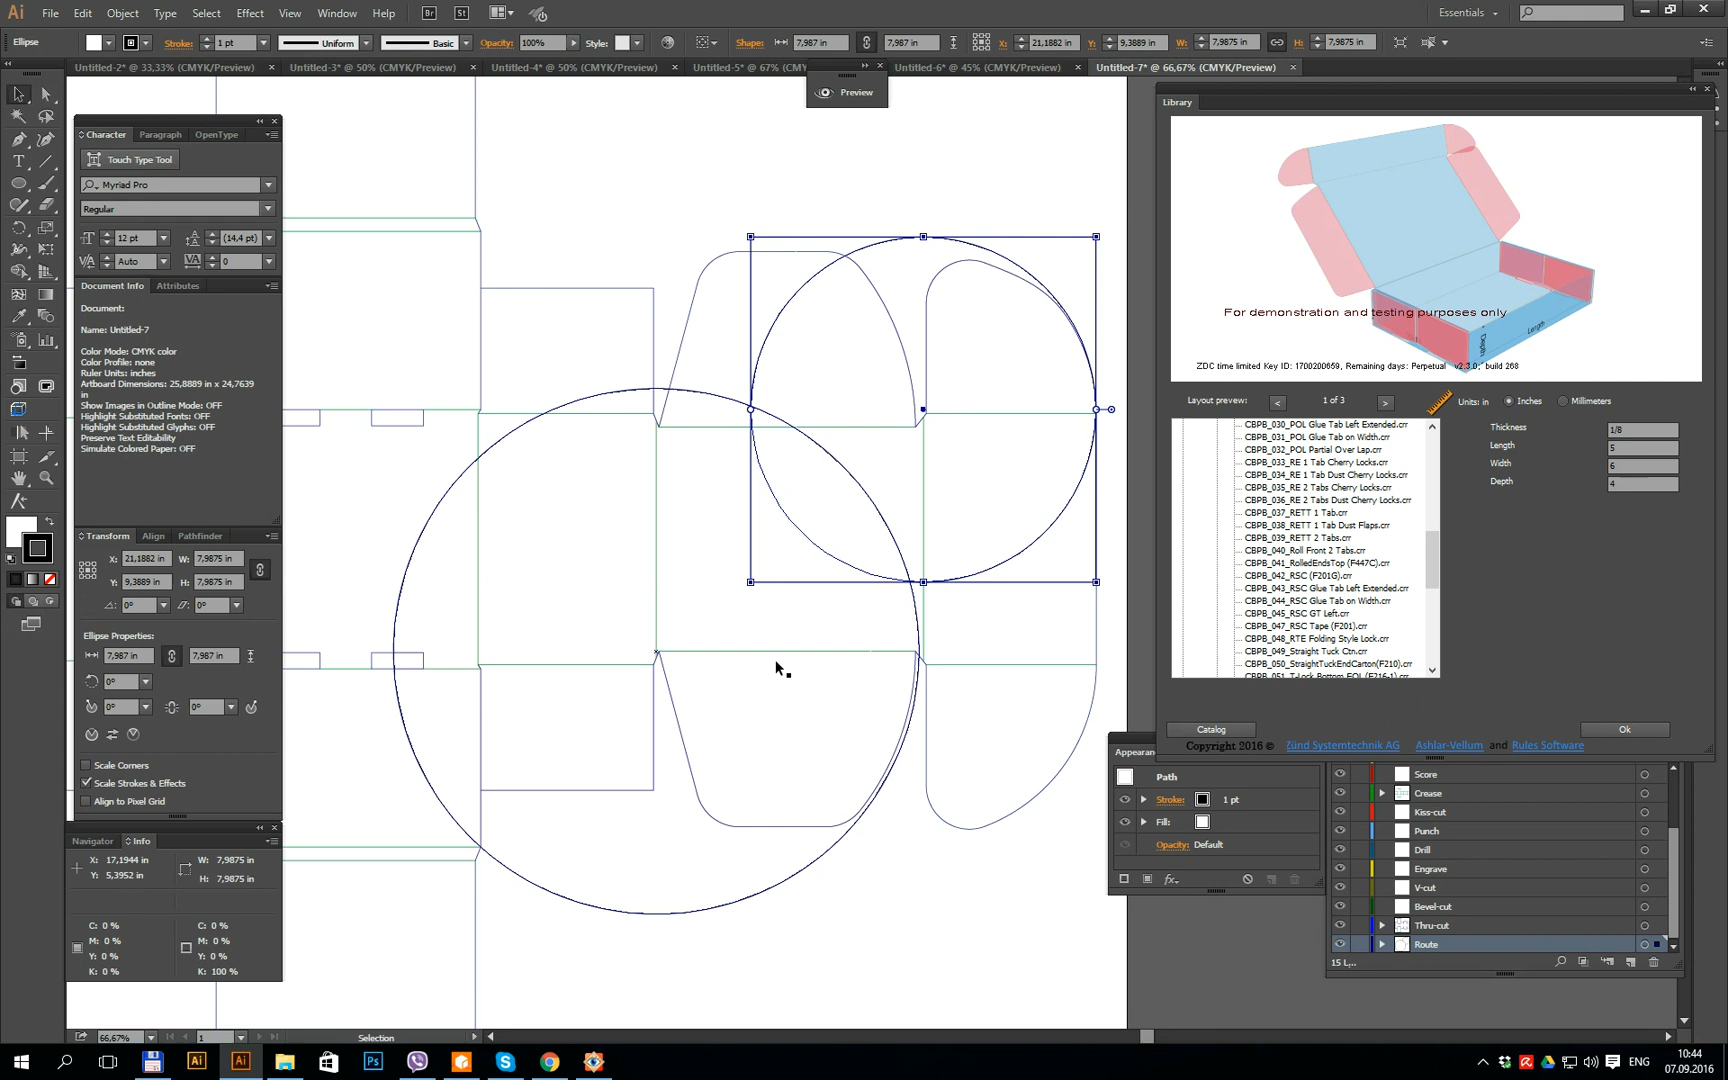 Ai File Edit Object Type Select Effect View Window Help Br St Essentials
Ellipse Stroke: 1 pt Uniform Basic Opacity: 100% Style: Shape: 7,987 in 7,987 in X: 21,1882 in Y: 9,3889 in W: 7,9875 in H: 7,9875 in
Untitled-2* @ 33,33% (CMYK/Preview) × Untitled-3* @ 50% (CMYK/Preview) × Untitled-4* @ 50% (CMYK/Preview) × Untitled-5* @ 67% (CMY Untitled-6* @ 45% (CMYK/Preview) × Untitled-7* @ 66,67% (CMYK/Preview) ×
Preview
Character Paragraph OpenType
Touch Type Tool
Myriad Pro
Regular
12 pt (14,4 pt)
Auto 0
Document Info Attributes
Document:
Name: Untitled-7
Color Mode: CMYK color
Color Profile: none
Ruler Units: inches
Artboard Dimensions: 25,8889 in x 24,7639
in
Show Images in Outline Mode: OFF
Highlight Substituted Fonts: OFF
Highlight Substituted Glyphs: OFF
Preserve Text Editability
Simulate Colored Paper: OFF
Transform Align Pathfinder
X: 21,1882 in W: 7,9875 in
Y: 9,3889 in H: 7,9875 in
0° 0°
Ellipse Properties:
7,987 in 7,987 in
0°
0° 0°
Scale Corners
Scale Strokes & Effects
Align to Pixel Grid
Navigator Info
X: 17,1944 in W: 7,9875 in
Y: 5,3952 in H: 7,9875 in
C: 0 % C: 0 %
M: 0 % M: 0 %
Y: 0 % Y: 0 %
K: 0 % K: 100 %
Library
For demonstration and testing purposes only
Length
Depth
ZDC time limited Key ID: 1700200659, Remaining days: Perpetual v2.3.0; build 268
Layout preview: < 1 of 3 > Units: in Inches Millimeters
CBPB_030_POL Glue Tab Left Extended.crr
CBPB_031_POL Glue Tab on Width.crr
CBPB_032_POL Partial Over Lap.crr
CBPB_033_RE 1 Tab Cherry Locks.crr
CBPB_034_RE 1 Tab Dust Cherry Locks.crr
CBPB_035_RE 2 Tabs Cherry Locks.crr
CBPB_036_RE 2 Tabs Dust Cherry Locks.crr
CBPB_037_RETT 1 Tab.crr
CBPB_038_RETT 1 Tab Dust Flaps.crr
CBPB_039_RETT 2 Tabs.crr
CBPB_040_Roll Front 2 Tabs.crr
CBPB_041_RolledEndsTop (F447C).crr
CBPB_042_RSC (F201G).crr
CBPB_043_RSC Glue Tab Left Extended.crr
CBPB_044_RSC Glue Tab on Width.crr
CBPB_045_RSC GT Left.crr
CBPB_047_RSC Tape (F201).crr
CBPB_048_RTE Folding Style Lock.crr
CBPB_049_Straight Tuck Ctn.crr
CBPB_050_StraightTuckEndCarton(F210).crr
CBPB_051_T-Lock Bottom EOL (F216-1).crr
Thickness 1/8
Length 5
Width 6
Depth 4
Catalog Ok
Copyright 2016 © Zünd Systemtechnik AG Ashlar-Vellum and Rules Software
Appearance
Path
Stroke: 1 pt
Fill:
Opacity: Default
fx
Score
Crease
Kiss-cut
Punch
Drill
Engrave
V-cut
Bevel-cut
Thru-cut
Route
15 L...
66,67% 1 Selection
Ai Ai Ps
ENG 10:44
07.09.2016